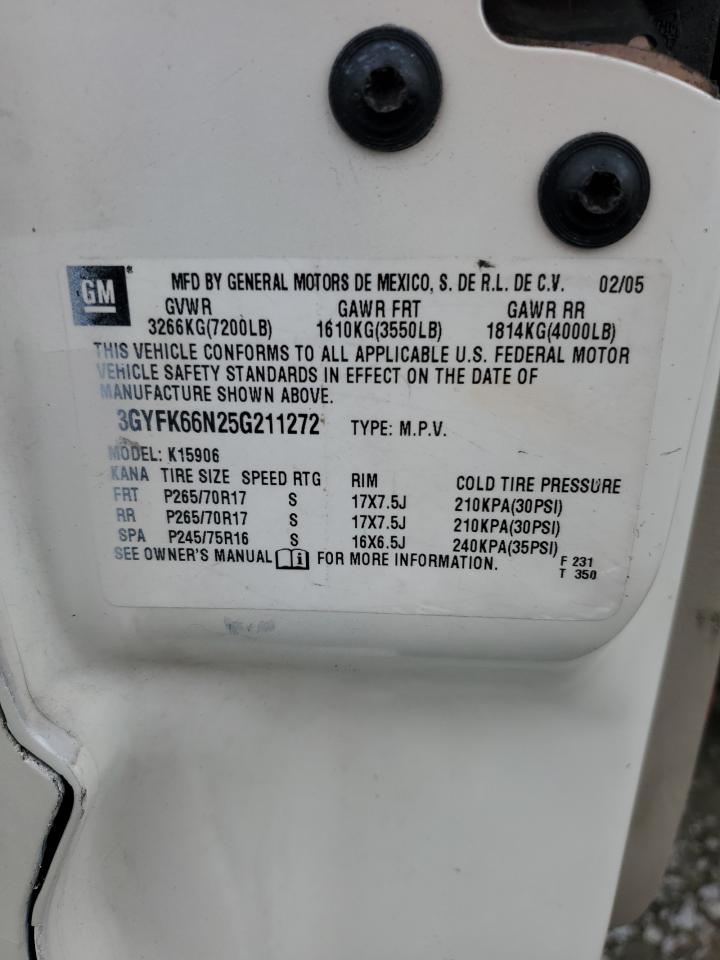 GM ® MFD BY GENERAL MOTORS DE MEXICO, S. DE R.L. DE C.V. 02/05
GVWR GAWR FRT GAWR RR
3266KG(7200LB) 1610KG(3550LB) 1814KG(4000LB)
THIS VEHICLE CONFORMS TO ALL APPLICABLE U.S. FEDERAL MOTOR
VEHICLE SAFETY STANDARDS IN EFFECT ON THE DATE OF
MANUFACTURE SHOWN ABOVE.
3GYFK66N25G211272 TYPE: M.P.V.
MODEL: K15906
KANA TIRE SIZE SPEED RTG RIM COLD TIRE PRESSURE
FRT P265/70R17 S 17X7.5J 210KPA(30PSI)
RR P265/70R17 S 17X7.5J 210KPA(30PSI)
SPA P245/75R16 S 16X6.5J 240KPA(35PSI)
SEE OWNER'S MANUAL i FOR MORE INFORMATION. F 231
T 350